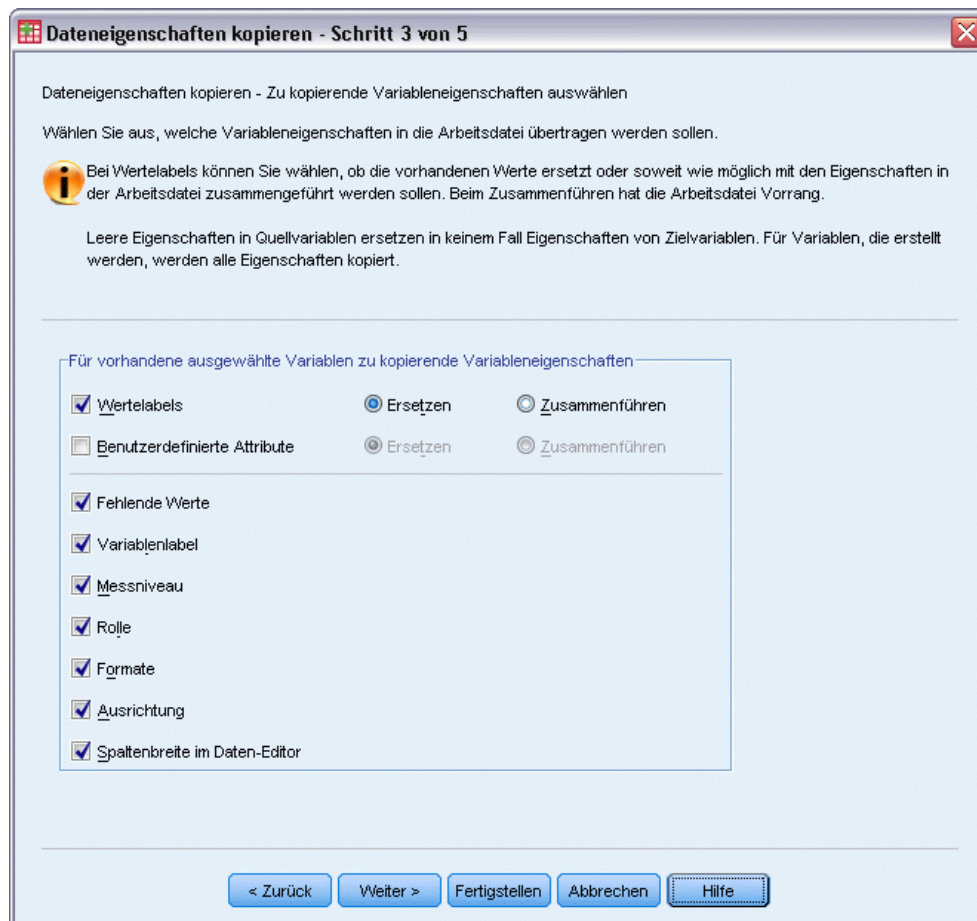 Dateneigenschaften kopieren - Schritt 3 von 5
Dateneigenschaften kopieren - Zu kopierende Variableneigenschaften auswählen
Wählen Sie aus, welche Variableneigenschaften in die Arbeitsdatei übertragen werden sollen.
Bei Wertelabels können Sie wählen, ob die vorhandenen Werte ersetzt oder soweit wie möglich mit den Eigenschaften in
der Arbeitsdatei zusammengeführt werden sollen. Beim Zusammenführen hat die Arbeitsdatei Vorrang.
Leere Eigenschaften in Quellvariablen ersetzen in keinem Fall Eigenschaften von Zielvariablen. Für Variablen, die erstellt
werden, werden alle Eigenschaften kopiert.
Für vorhandene ausgewählte Variablen zu kopierende Variableneigenschaften
Wertelabels Ersetzen Zusammenführen
Benutzerdefinierte Attribute Ersetzen Zusammenführen
Fehlende Werte
Variablenlabel
Messniveau
Rolle
Formate
Ausrichtung
Spaltenbreite im Daten-Editor
< Zurück Weiter > Fertigstellen Abbrechen Hilfe